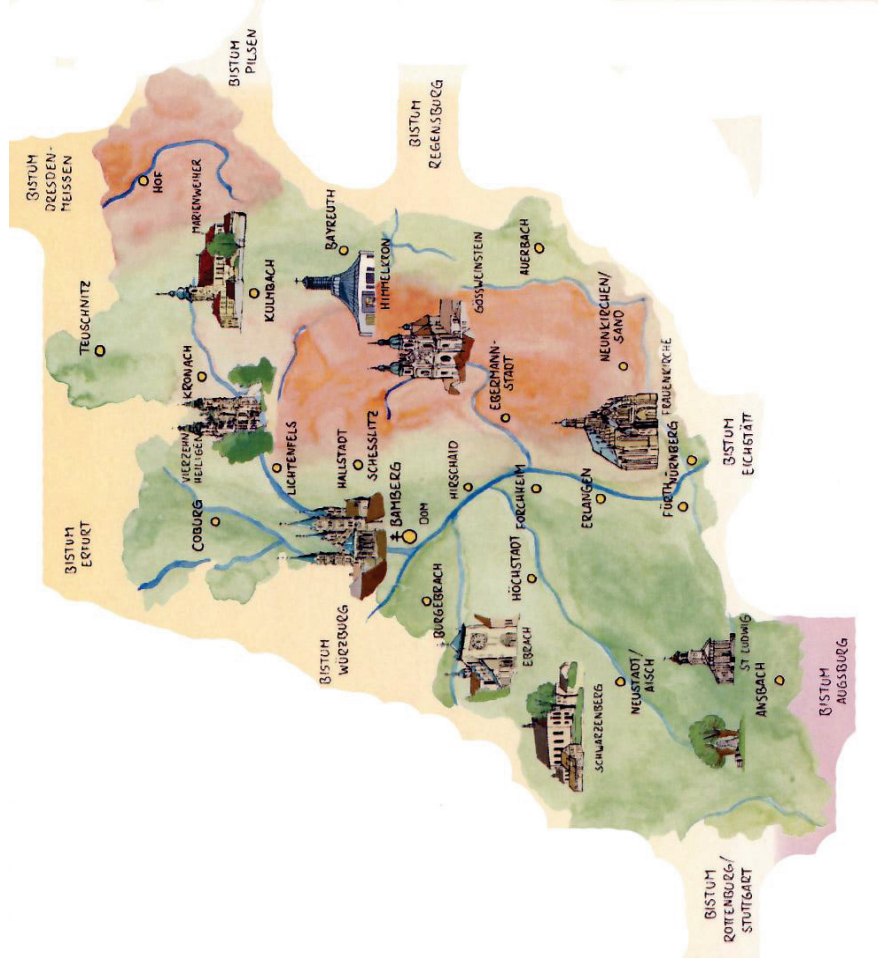 BISTUM
DRESDEN-
MEISSEN
BISTUM
PILSEN
HOF
MARIENWEIHER
TEUSCHNITZ
KULMBACH
KRONACH
BISTUM
REGENSBURG
BAYREUTH
HIMMELKRON
BISTUM
ERFURT
COBURG
VIERZEHN
HEILIGEN
LICHTENFELS
HALLSTADT
SCHESSLITZ
GÖSSWEINSTEIN
AUERBACH
EBERMANN-
STADT
NEUNKIRCHEN/
SAND
BISTUM
WÜRZBURG
BAMBERG
DOM
HIRSCHAID
FORCHHEIM
ERLANGEN
FRAUENKIRCHE
NÜRNBERG
FÜRTH
BISTUM
EICHSTÄTT
BURGEBRACH
EBRACH
HÖCHSTADT
SCHWARZENBERG
NEUSTADT/
AISCH
ST LUDWIG
ANSBACH
BISTUM
AUGSBURG
BISTUM
ROTTENBURG/
STUTTGART